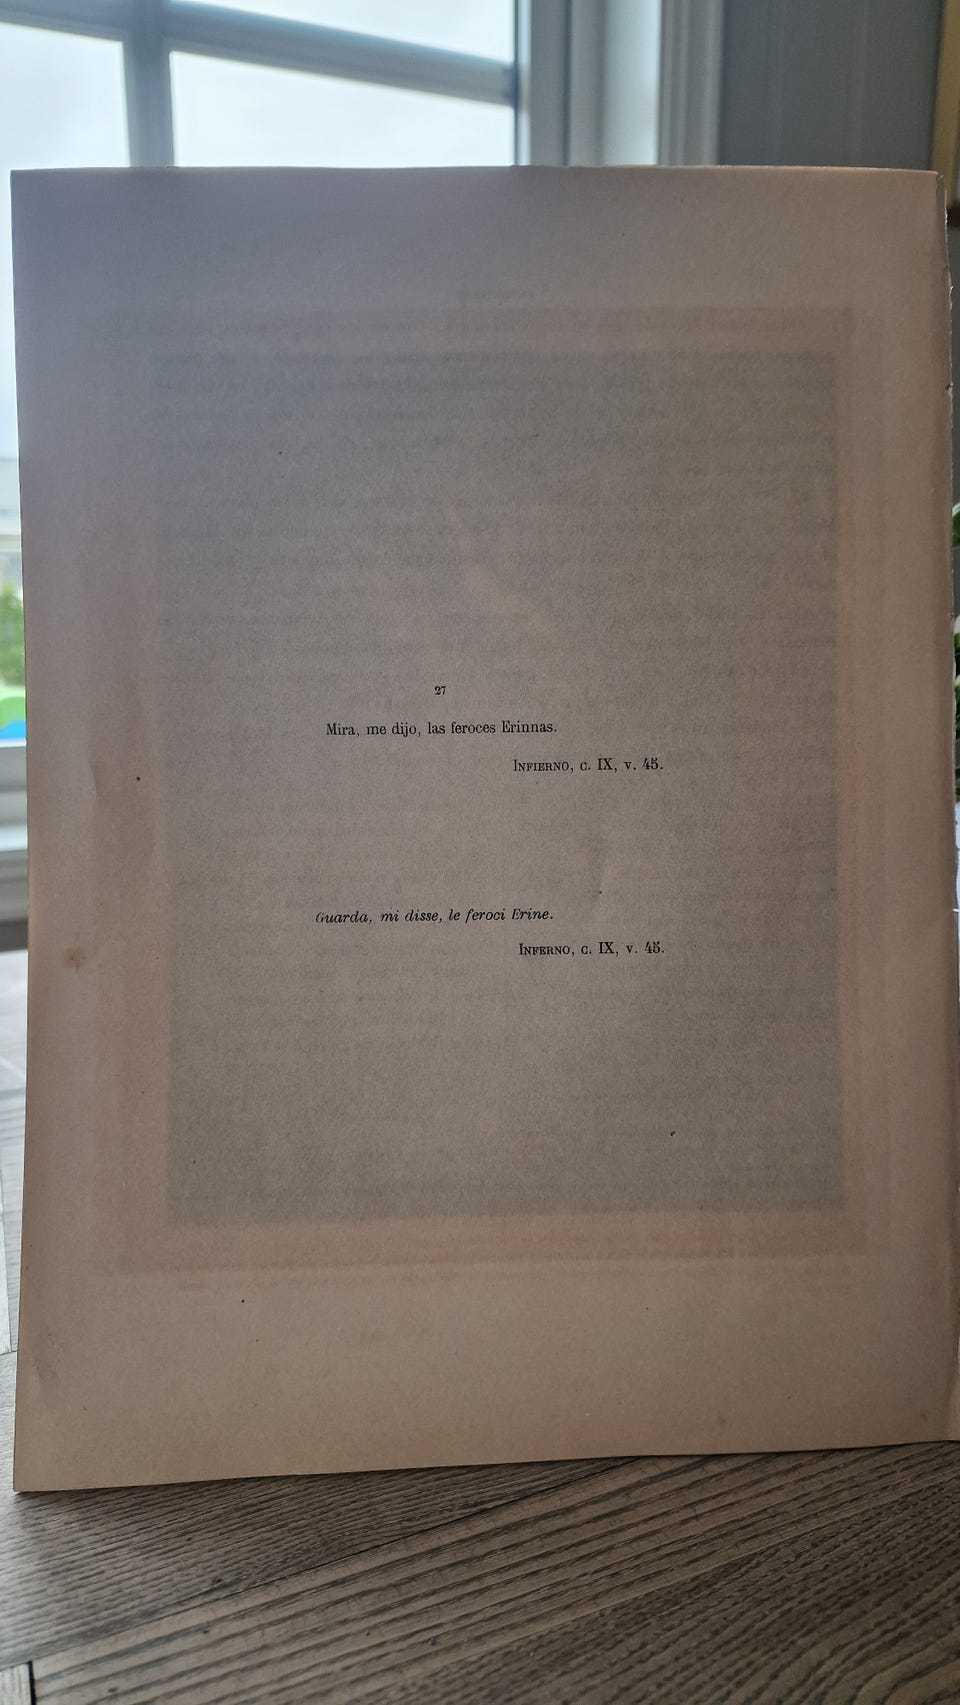 27
Mira, me dijo, las feroces Erinnas.
INFIERNO, c. IX, v. 45.
Guarda, mi disse, le feroci Erine.
INFERNO, c. IX, v. 45.